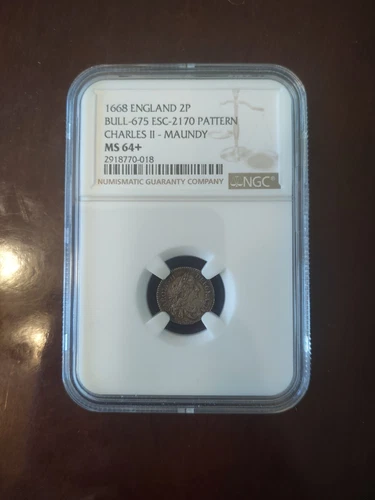 1668 ENGLAND 2P
BULL-675 ESC-2170 PATTERN
CHARLES II - MAUNDY
MS 64+
2918770-018
NUMISMATIC GUARANTY COMPANY
NGC®